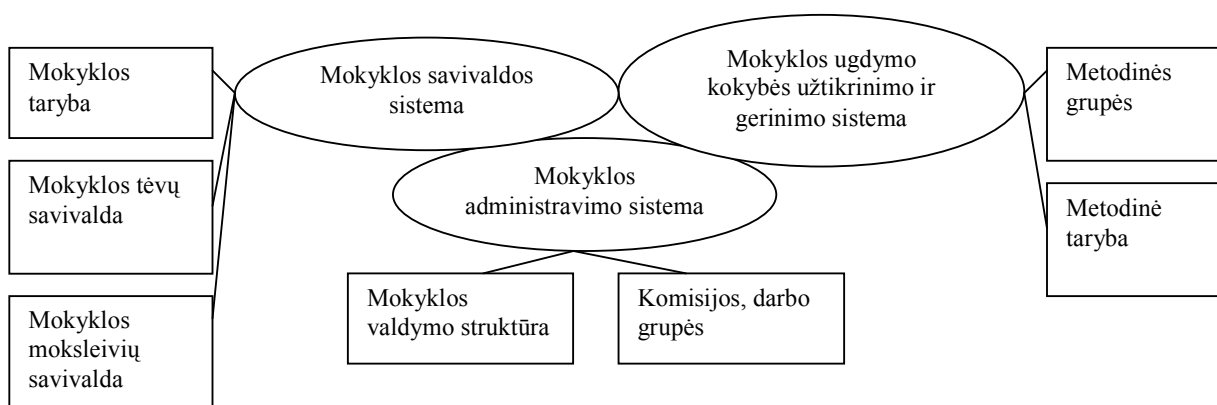 Mokyklos
taryba
Mokyklos tėvų
savivalda
Mokyklos
moksleivių
savivalda
Mokyklos savivaldos
sistema
Mokyklos ugdymo
kokybės užtikrinimo ir
gerinimo sistema
Mokyklos
administravimo sistema
Mokyklos
valdymo struktūra
Komisijos, darbo
grupės
Metodinės
grupės
Metodinė
taryba